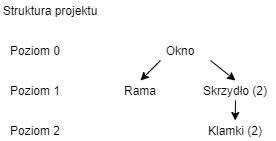 Struktura projektu
Poziom 0 Okno
Poziom 1 Rama Skrzydło (2)
Poziom 2 Klamki (2)